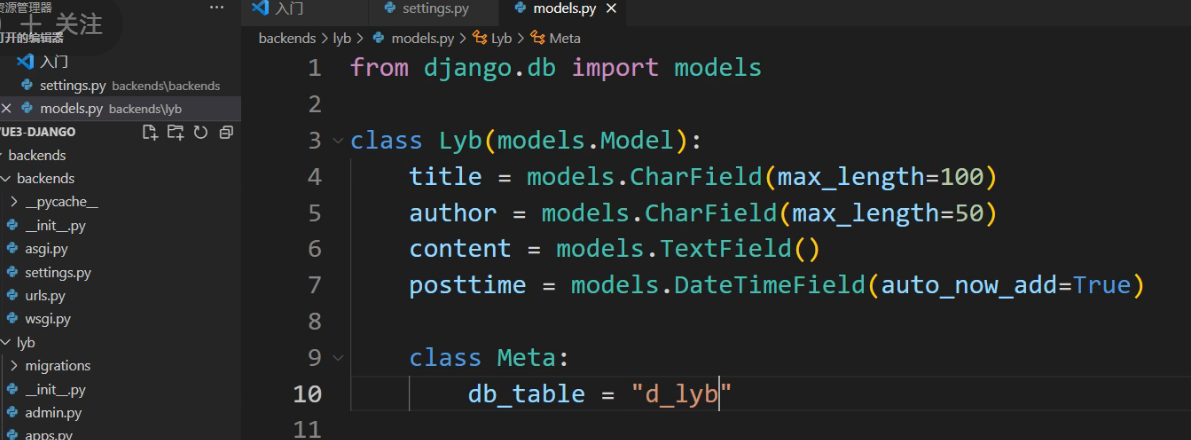 资源管理器 ···
+ 关注
打开的编辑器
入门
settings.py backends\backends
models.py backends\lyb
VUE3-DJANGO
backends
backends
__pycache__
__init__.py
asgi.py
settings.py
urls.py
wsgi.py
lyb
migrations
__init__.py
admin.py
apps.py
入门 settings.py models.py
backends > lyb > models.py > Lyb > Meta
1 from django.db import models
2
3 class Lyb(models.Model):
4 title = models.CharField(max_length=100)
5 author = models.CharField(max_length=50)
6 content = models.TextField()
7 posttime = models.DateTimeField(auto_now_add=True)
8
9 class Meta:
10 db_table = "d_lyb"
11